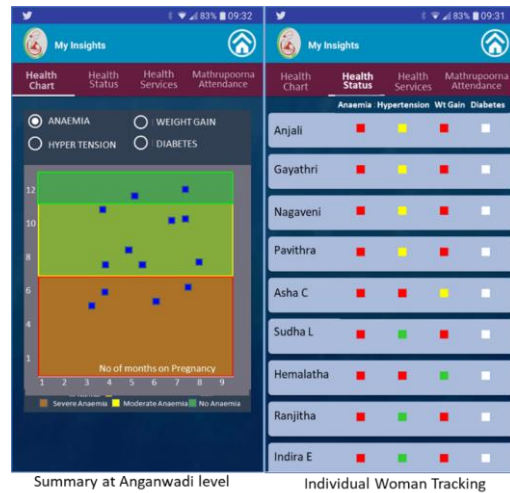 83% 09:32
My Insights
Health Chart
Health Status
Health Services
Mathrupoorna Attendance
ANAEMIA
WEIGHT GAIN
HYPER TENSION
DIABETES
12
10
8
6
4
1
No of months on Pregnancy
1 2 3 4 5 6 7 8 9
Severe Anaemia Moderate Anaemia No Anaemia
Summary at Anganwadi level
83% 09:31
My Insights
Health Chart
Health Status
Health Services
Mathrupoorna Attendance
Anaemia Hypertension Wt Gain Diabetes
Anjali
Gayathri
Nagaveni
Pavithra
Asha C
Sudha L
Hemalatha
Ranjitha
Indira E
Individual Woman Tracking